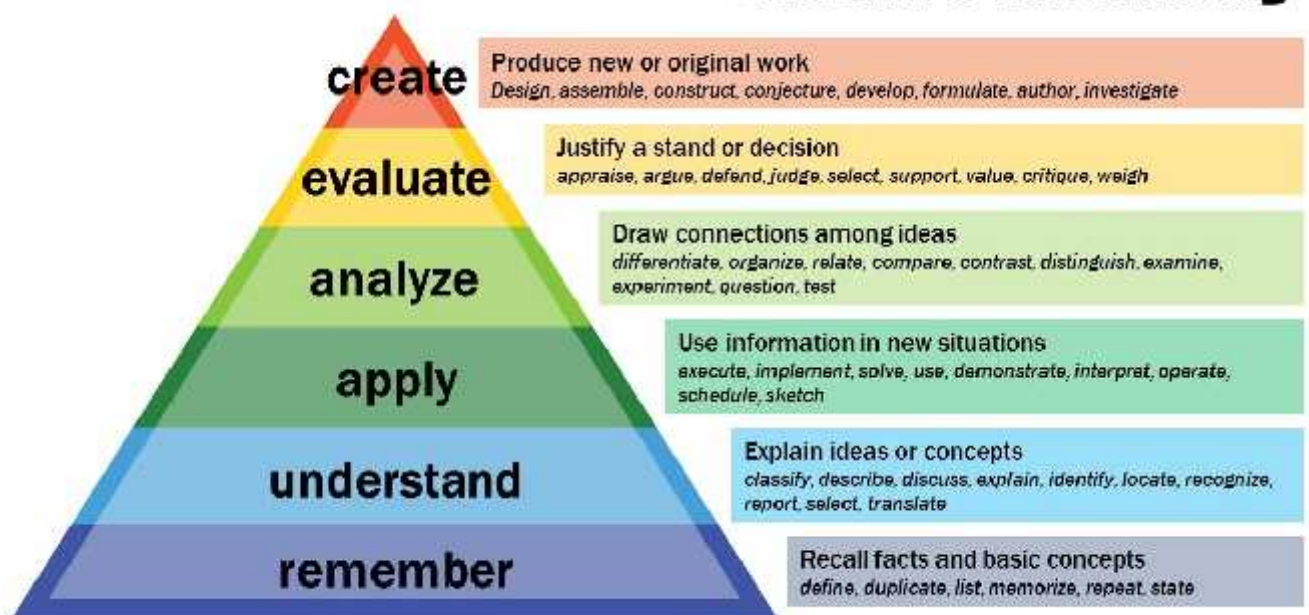 create
Produce new or original work
Design, assemble, construct, conjecture, develop, formulate, author, investigate
evaluate
Justify a stand or decision
appraise, argue, defend, judge, select, support, value, critique, weigh
analyze
Draw connections among ideas
differentiate, organize, relate, compare, contrast, distinguish, examine,
experiment, question, test
apply
Use information in new situations
execute, implement, solve, use, demonstrate, interpret, operate,
schedule, sketch
understand
Explain ideas or concepts
classify, describe, discuss, explain, identify, locate, recognize,
report, select, translate
remember
Recall facts and basic concepts
define, duplicate, list, memorize, repeat, state